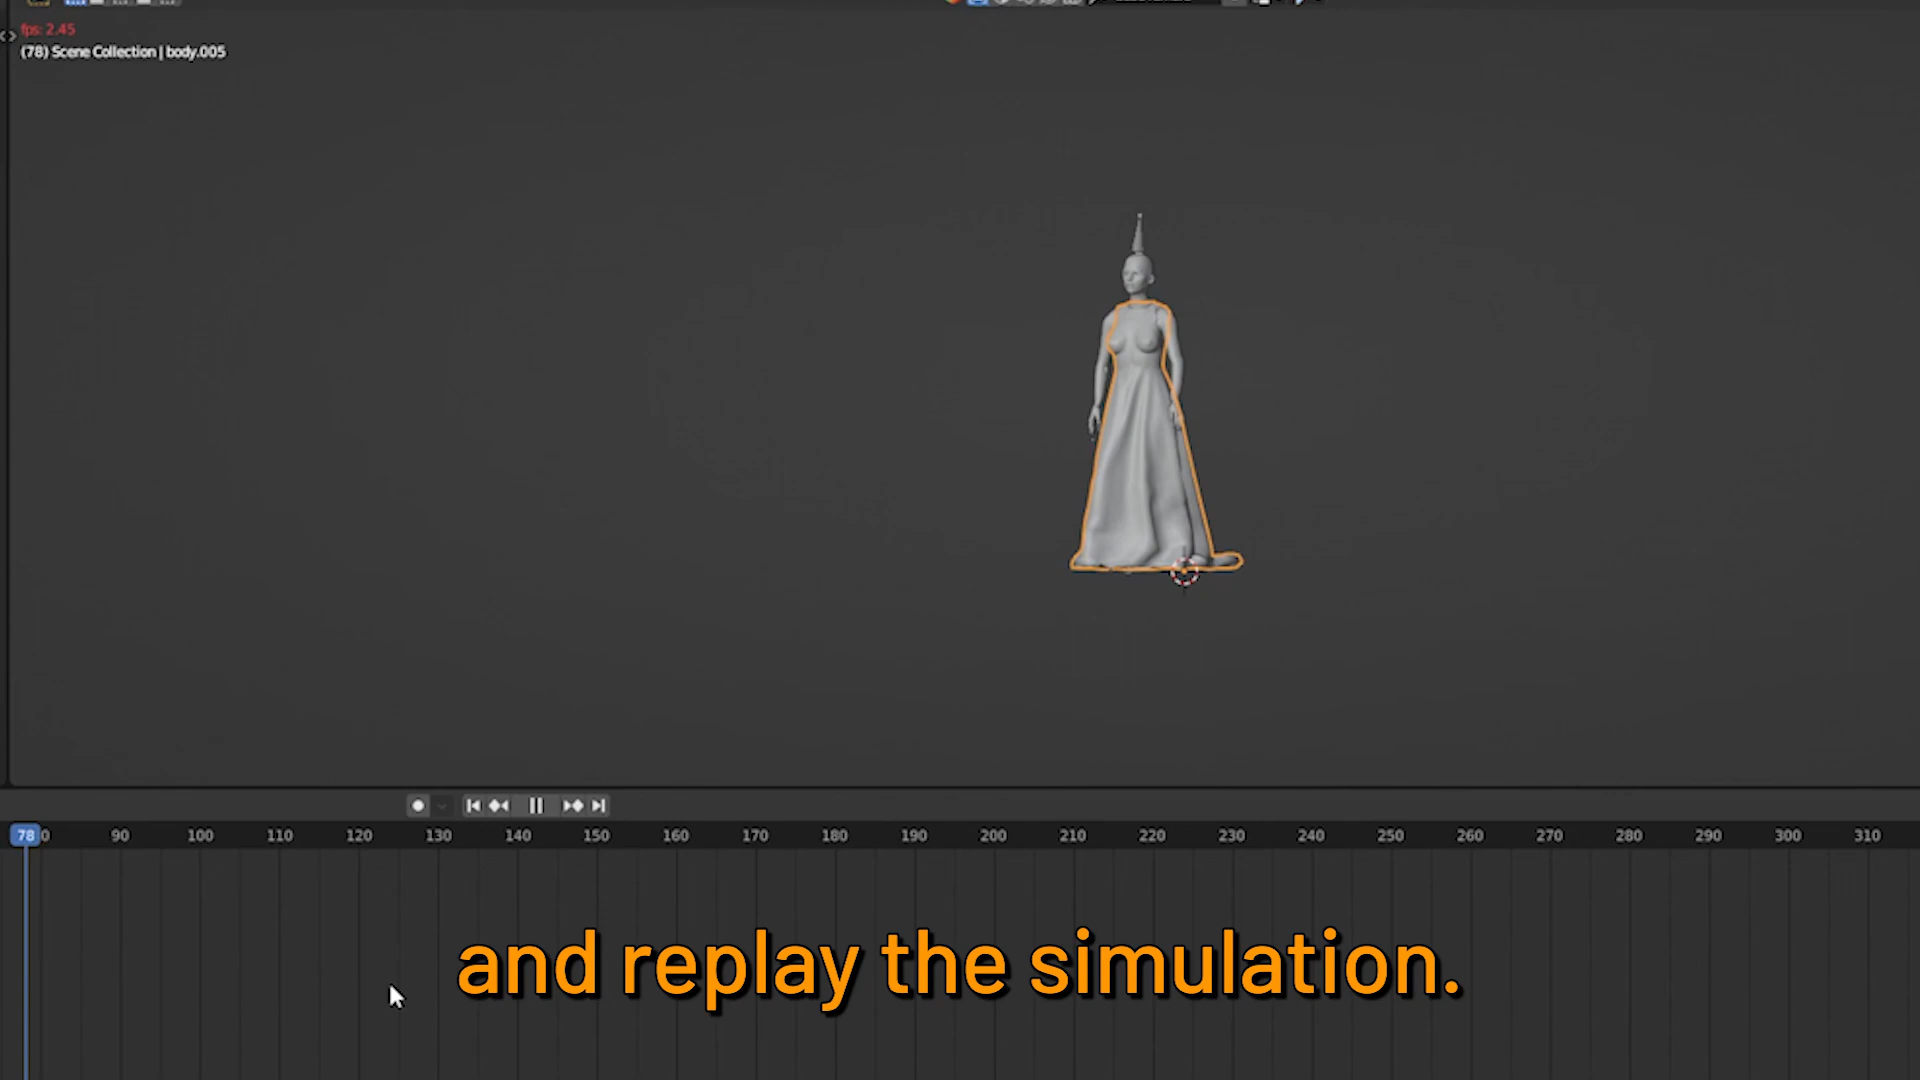 fps: 2.45
(78) Scene Collection | body.005
78 0 90 100 110 120 130 140 150 160 170 180 190 200 210 220 230 240 250 260 270 280 290 300 310
and replay the simulation.